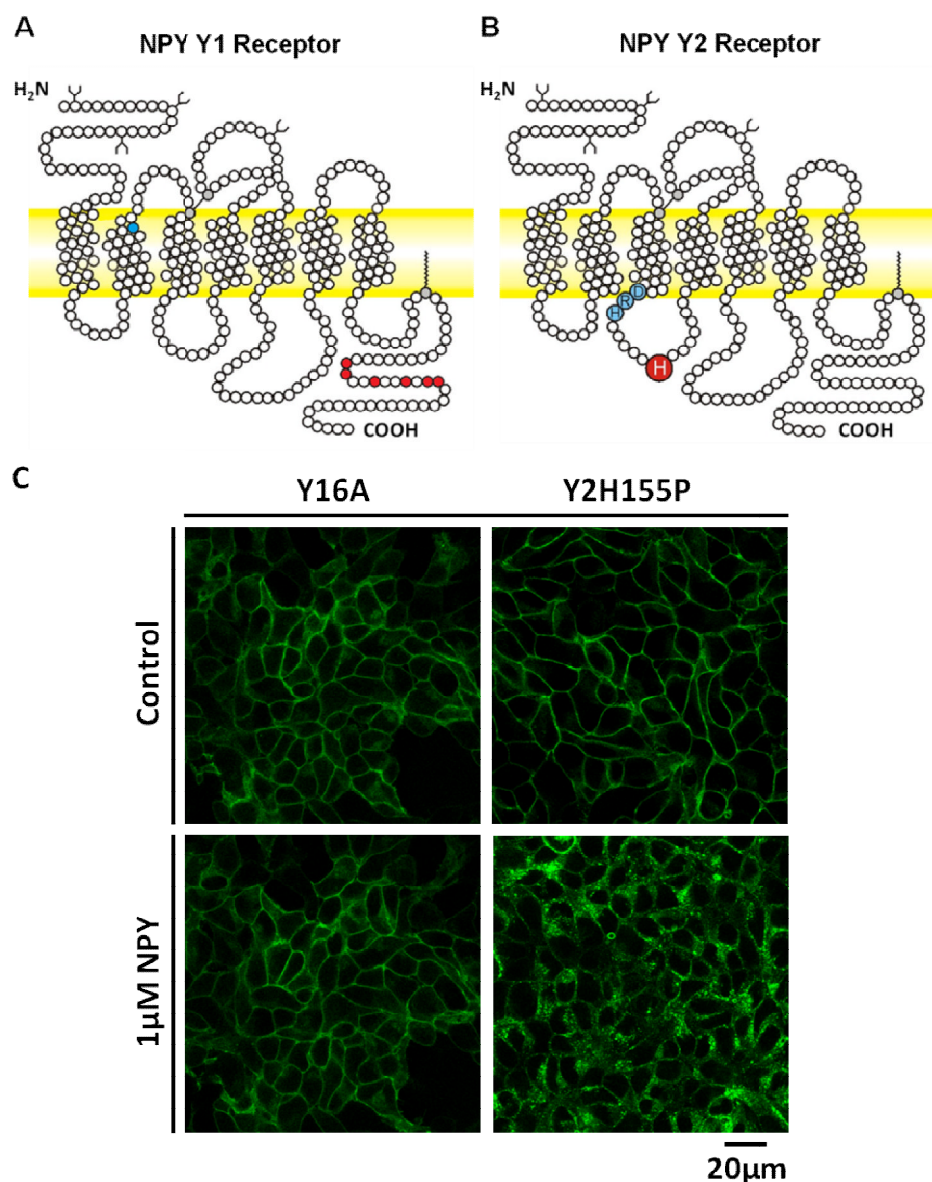 A
NPY Y1 Receptor
H₂N
COOH
B
NPY Y2 Receptor
H₂N
D
R
H
H
COOH
C
Y16A
Y2H155P
Control
1µM NPY
20µm